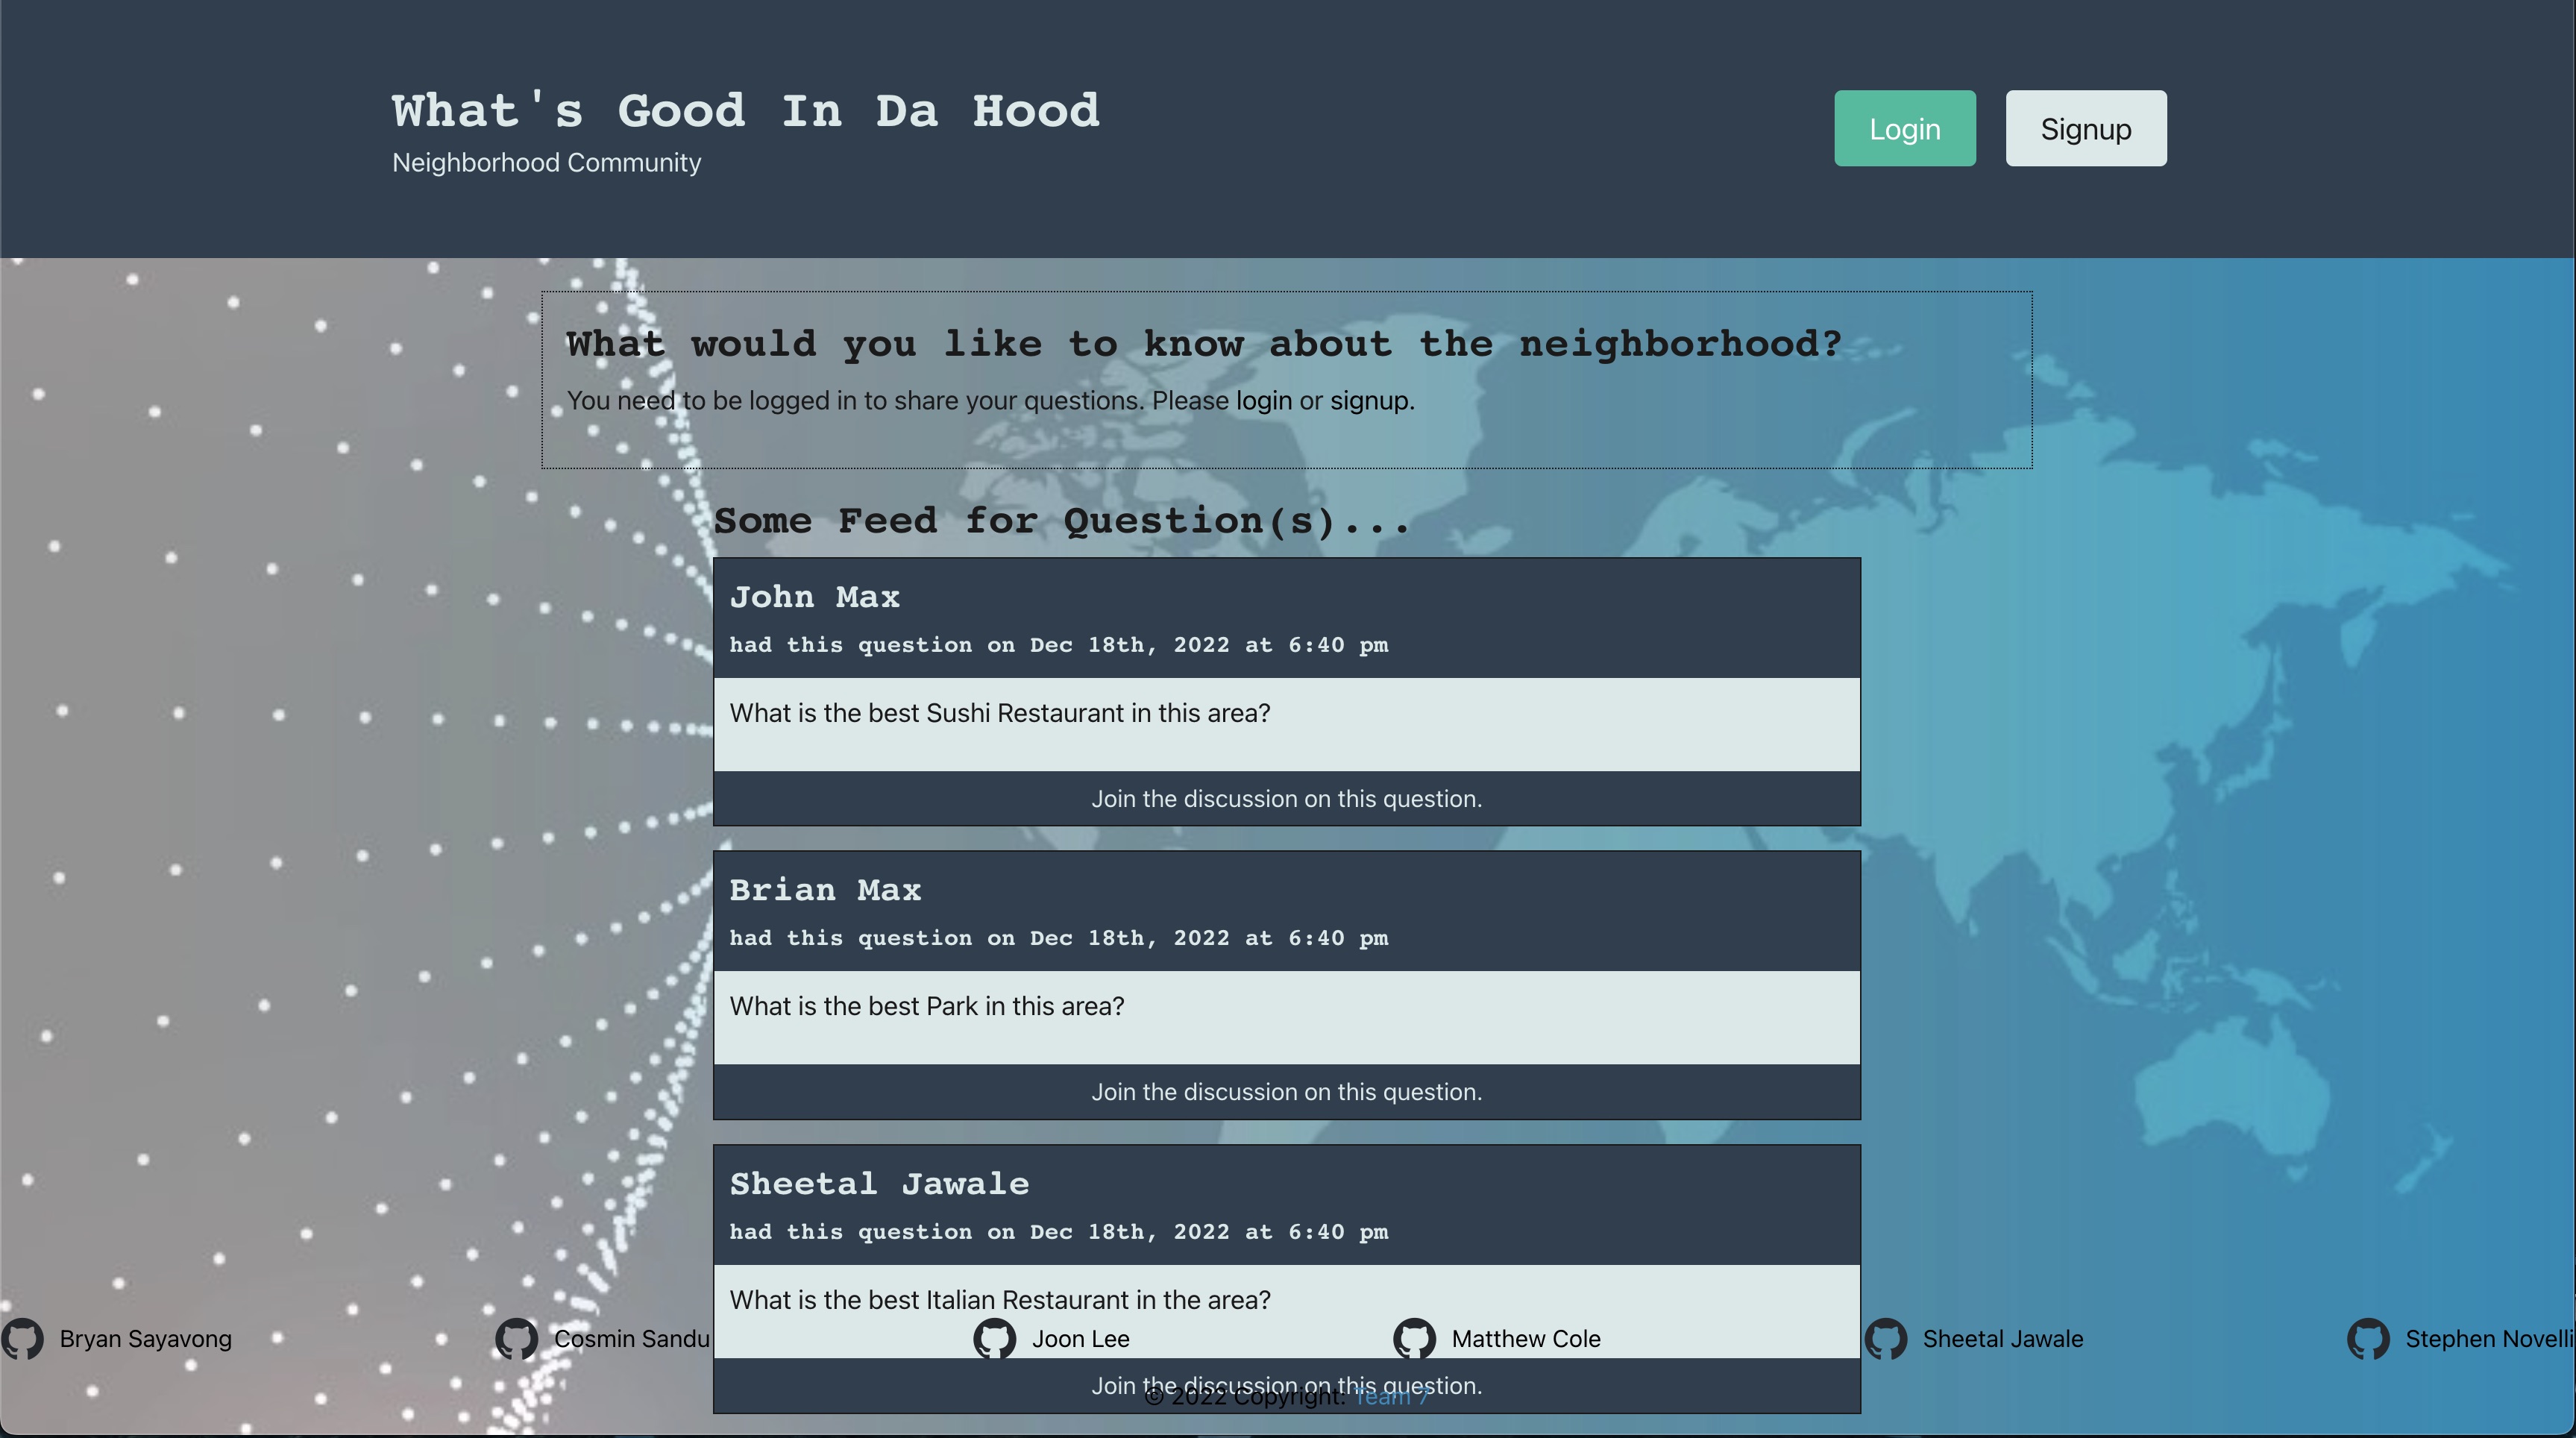 What's Good In Da Hood
Neighborhood Community
Login
Signup
What would you like to know about the neighborhood?
You need to be logged in to share your questions. Please login or signup.
Some Feed for Question(s)...
John Max
had this question on Dec 18th, 2022 at 6:40 pm
What is the best Sushi Restaurant in this area?
Join the discussion on this question.
Brian Max
had this question on Dec 18th, 2022 at 6:40 pm
What is the best Park in this area?
Join the discussion on this question.
Sheetal Jawale
had this question on Dec 18th, 2022 at 6:40 pm
What is the best Italian Restaurant in the area?
Bryan Sayavong
Cosmin Sandu
Joon Lee
Matthew Cole
Sheetal Jawale
Stephen Novelli
Join the discussion on this question.
© 2022 Copyright: Team 7